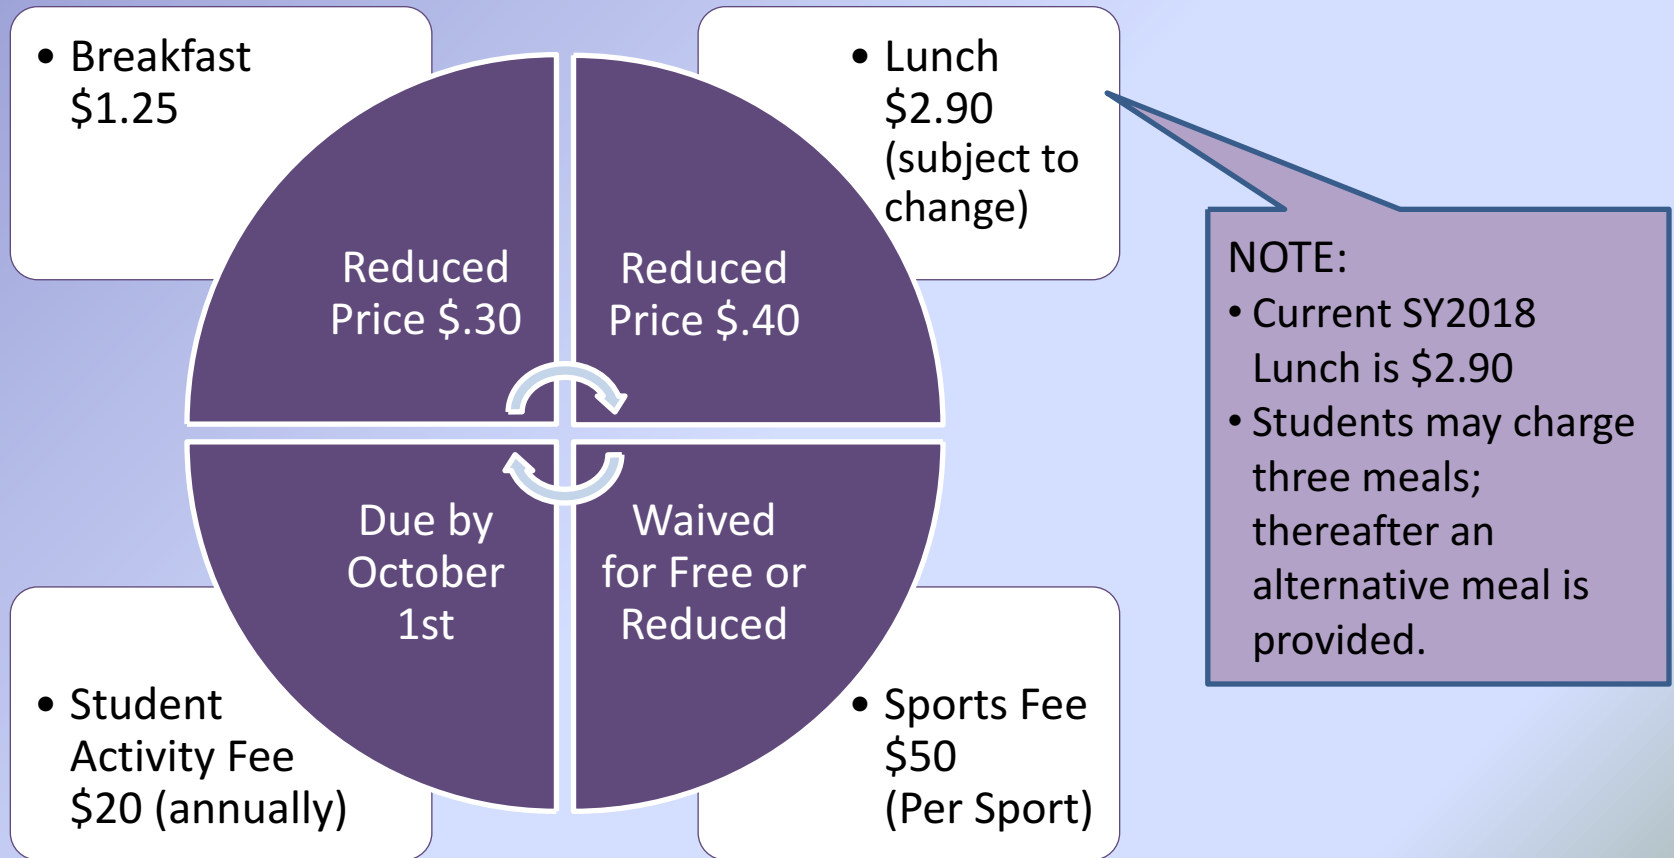 • Breakfast
$1.25
Reduced
Price $.30
• Lunch
$2.90
(subject to
change)
Reduced
Price $.40
NOTE:
• Current SY2018
Lunch is $2.90
• Students may charge
three meals;
thereafter an
alternative meal is
provided.
Due by
October
1st
• Student
Activity Fee
$20 (annually)
Waived
for Free or
Reduced
• Sports Fee
$50
(Per Sport)